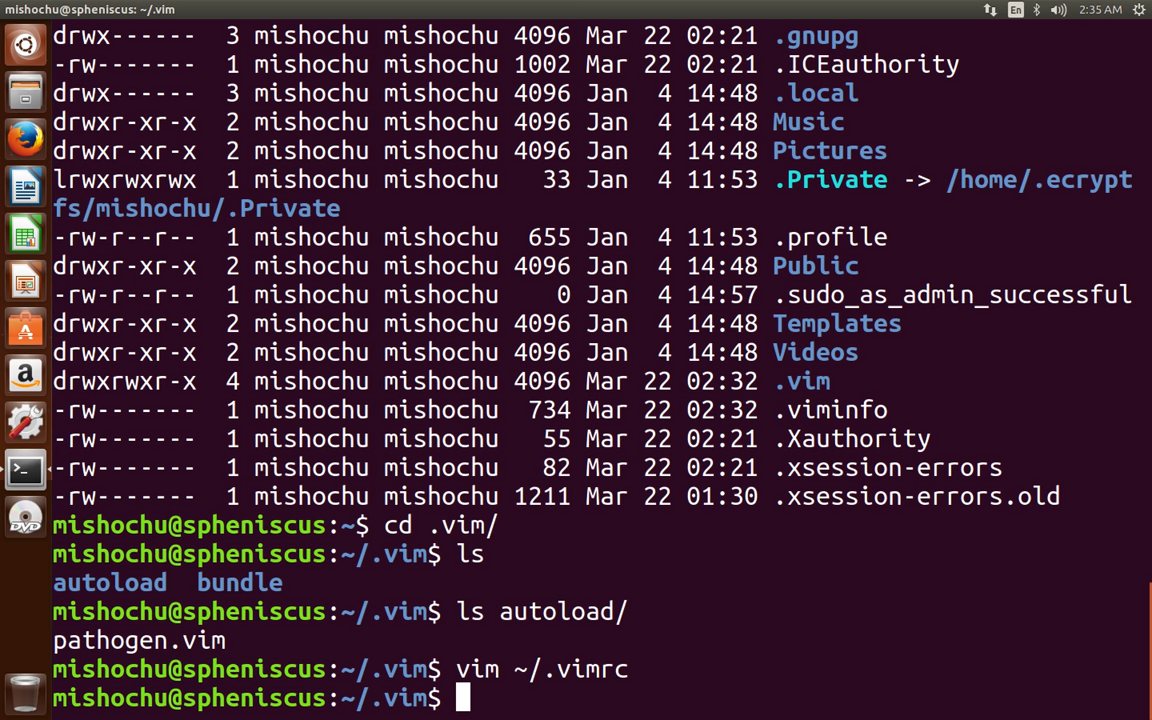 mishochu@spheniscus: ~/.vim
En
2:35 AM
drwx------  3 mishochu mishochu 4096 Mar 22 02:21 .gnupg
-rw-------  1 mishochu mishochu 1002 Mar 22 02:21 .ICEauthority
drwx------  3 mishochu mishochu 4096 Jan  4 14:48 .local
drwxr-xr-x  2 mishochu mishochu 4096 Jan  4 14:48 Music
drwxr-xr-x  2 mishochu mishochu 4096 Jan  4 14:48 Pictures
lrwxrwxrwx  1 mishochu mishochu   33 Jan  4 11:53 .Private -> /home/.ecrypt
fs/mishochu/.Private
-rw-r--r--  1 mishochu mishochu  655 Jan  4 11:53 .profile
drwxr-xr-x  2 mishochu mishochu 4096 Jan  4 14:48 Public
-rw-r--r--  1 mishochu mishochu    0 Jan  4 14:57 .sudo_as_admin_successful
drwxr-xr-x  2 mishochu mishochu 4096 Jan  4 14:48 Templates
drwxr-xr-x  2 mishochu mishochu 4096 Jan  4 14:48 Videos
drwxrwxr-x  4 mishochu mishochu 4096 Mar 22 02:32 .vim
-rw-------  1 mishochu mishochu  734 Mar 22 02:32 .viminfo
-rw-------  1 mishochu mishochu   55 Mar 22 02:21 .Xauthority
-rw-------  1 mishochu mishochu   82 Mar 22 02:21 .xsession-errors
-rw-------  1 mishochu mishochu 1211 Mar 22 01:30 .xsession-errors.old
mishochu@spheniscus:~$ cd .vim/
mishochu@spheniscus:~/.vim$ ls
autoload  bundle
mishochu@spheniscus:~/.vim$ ls autoload/
pathogen.vim
mishochu@spheniscus:~/.vim$ vim ~/.vimrc
mishochu@spheniscus:~/.vim$
a
>_
DVD